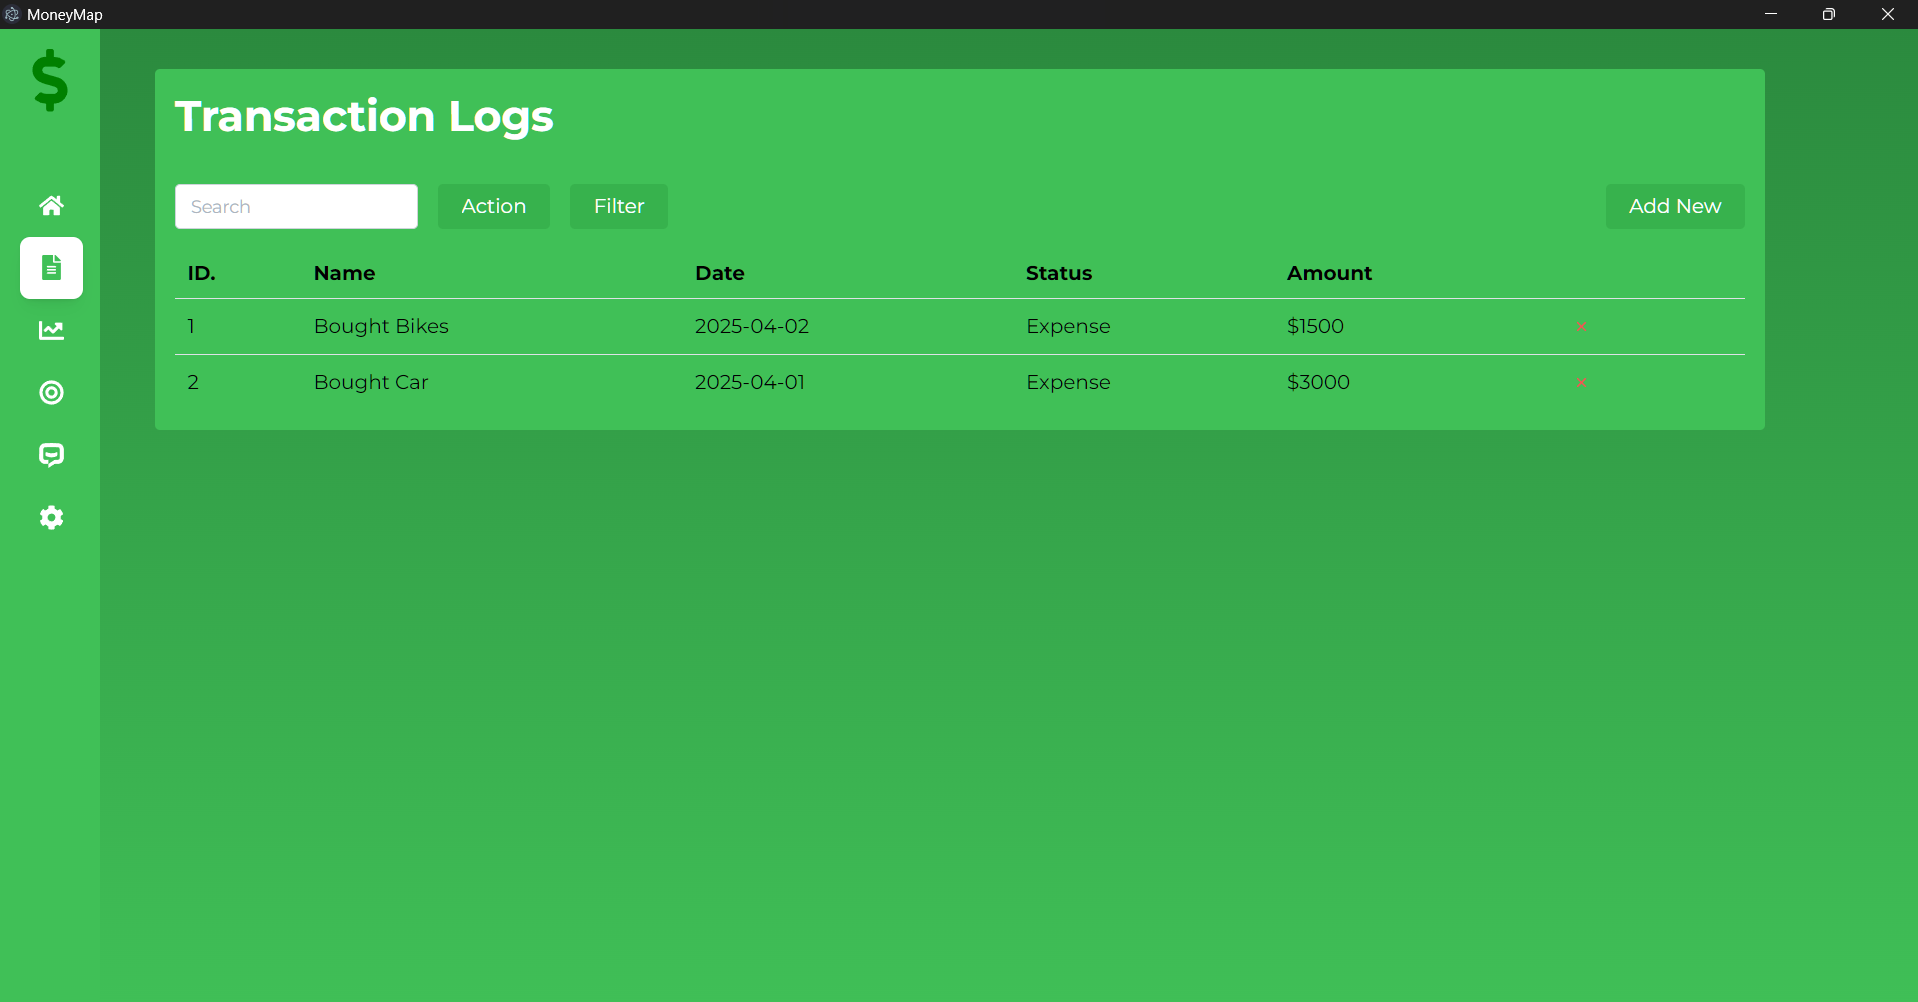 MoneyMap
$
Transaction Logs
Search Action Filter Add New
ID. Name Date Status Amount
1 Bought Bikes 2025-04-02 Expense $1500 ×
2 Bought Car 2025-04-01 Expense $3000 ×